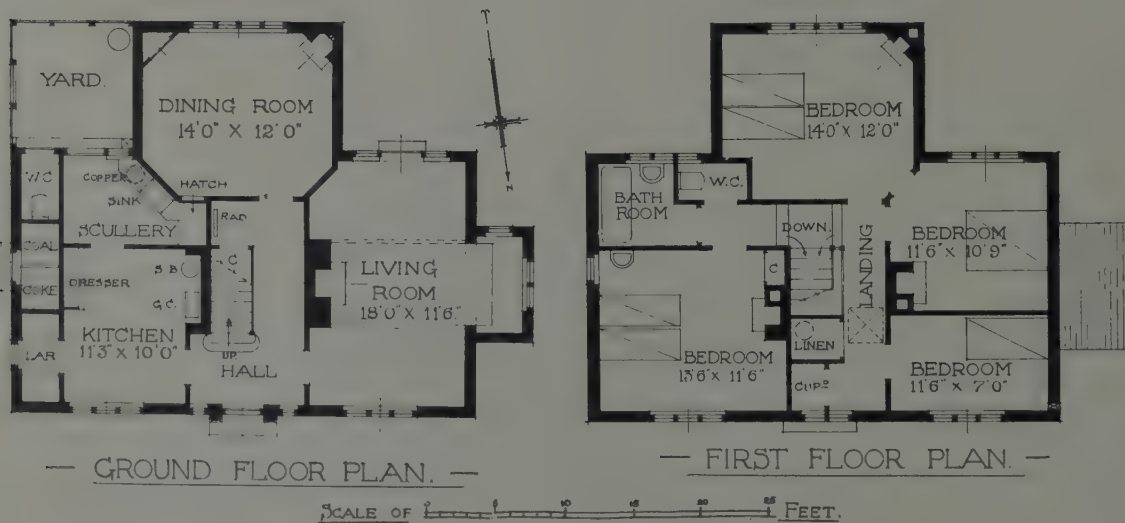 YARD.
DINING ROOM
14'0" X 12'0"
W.C
COPPER
SINK
HATCH
SCULLERY
RAD
COAL
COKE
DRESSER
S.B
G.C.
C
LIVING
ROOM
18'0" X 11'6"
KITCHEN
11'3" X 10'0"
LAR
UP.
HALL
N
— GROUND FLOOR PLAN. —
BEDROOM
14'0" X 12'0"
BATH
ROOM
W.C.
DOWN.
LANDING
BEDROOM
11'6" X 10'9"
C
LINEN
BEDROOM
13'6" X 11'6"
CUPD
BEDROOM
11'6" X 7'0"
— FIRST FLOOR PLAN. —
SCALE OF 0 5 10 15 20 25 FEET.